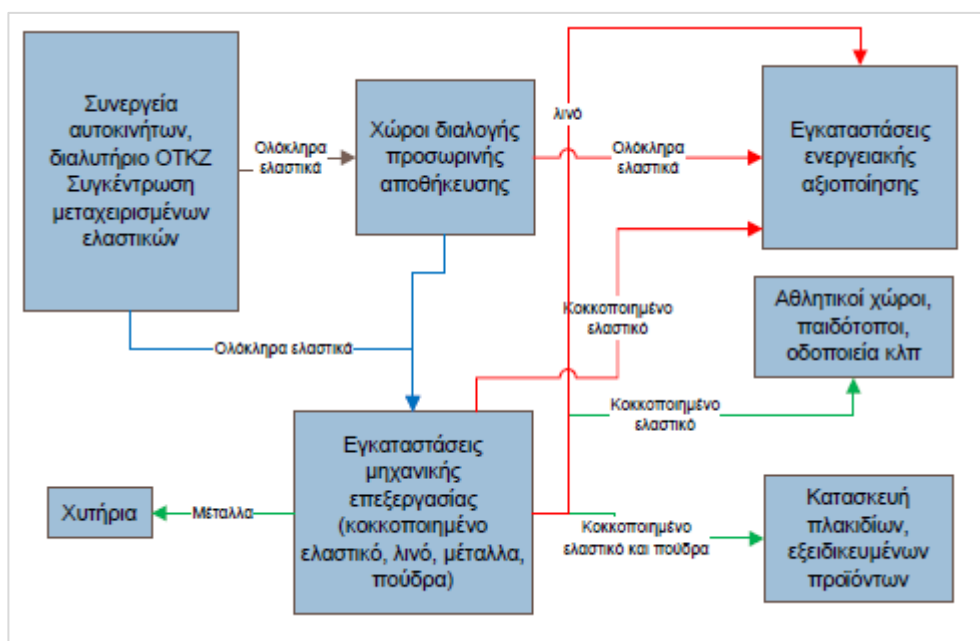 Συνεργεία
αυτοκινήτων,
διαλυτήριο ΟΤΚΖ
Συγκέντρωση
μεταχειρισμένων
ελαστικών
Ολόκληρα
ελαστικά
Χώροι διαλογής
προσωρινής
αποθήκευσης
λινό
Ολόκληρα
ελαστικά
Εγκαταστάσεις
ενεργειακής
αξιοποίησης
Κοκκοποιημένο
ελαστικό
Αθλητικοί χώροι,
παιδότοποι,
οδοποιεία κλπ
Ολόκληρα ελαστικά
Κοκκοποιημένο
ελαστικό
Εγκαταστάσεις
μηχανικής
επεξεργασίας
(κοκκοποιημένο
ελαστικό, λινό, μέταλλα,
πούδρα)
Χυτήρια
Μέταλλα
Κοκκοποιημένο
ελαστικό και πούδρα
Κατασκευή
πλακιδίων,
εξειδικευμένων
προϊόντων